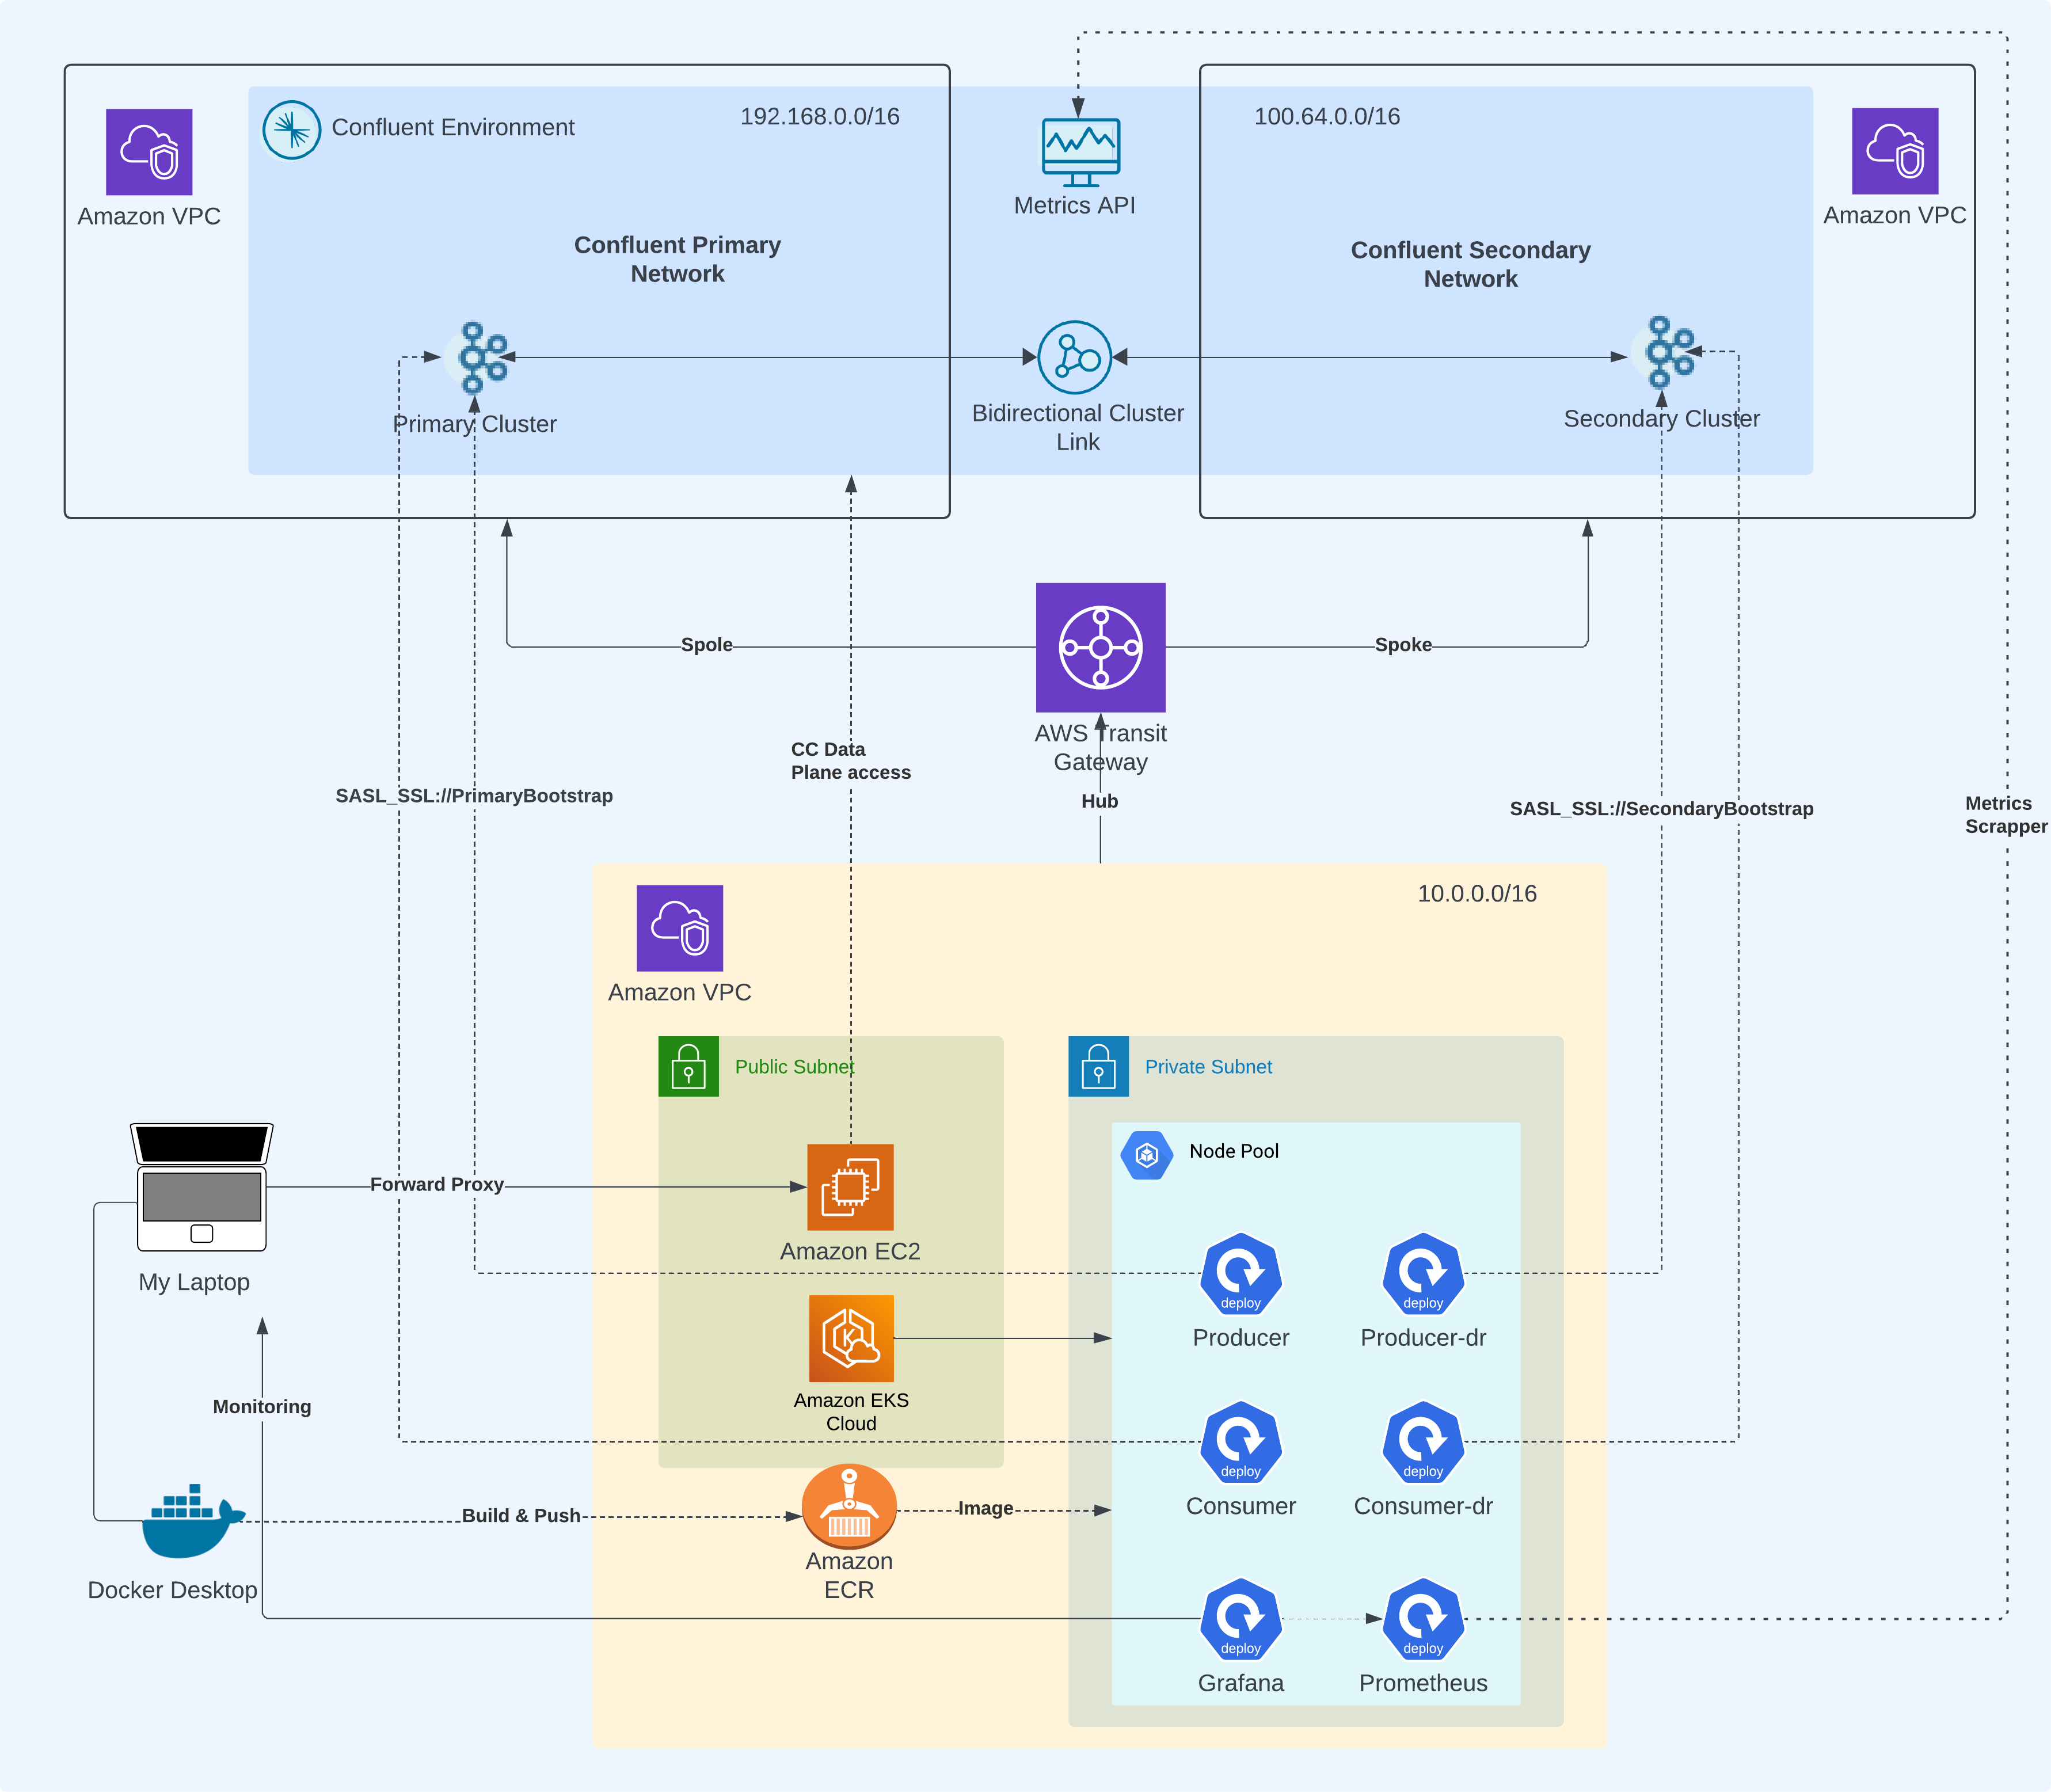 Confluent Environment
192.168.0.0/16
100.64.0.0/16
Amazon VPC
Metrics API
Amazon VPC
Confluent Primary
Network
Confluent Secondary
Network
Primary Cluster
Bidirectional Cluster
Link
Secondary Cluster
Spole
Spoke
AWS Transit
Gateway
CC Data
Plane access
SASL_SSL://PrimaryBootstrap
Hub
SASL_SSL://SecondaryBootstrap
Metrics
Scrapper
10.0.0.0/16
Amazon VPC
Public Subnet
Private Subnet
Node Pool
Forward Proxy
Amazon EC2
My Laptop
deploy
Producer
deploy
Producer-dr
K
Amazon EKS
Cloud
Monitoring
deploy
Consumer
deploy
Consumer-dr
Build & Push
Image
Amazon
ECR
Docker Desktop
deploy
Grafana
deploy
Prometheus